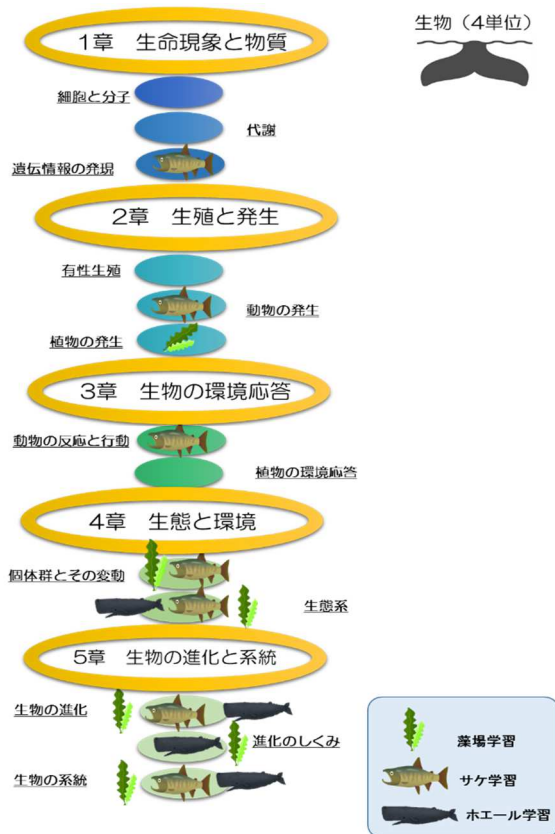 生物（4単位）
1章　生命現象と物質
細胞と分子
代謝
遺伝情報の発現
2章　生殖と発生
有性生殖
動物の発生
植物の発生
3章　生物の環境応答
動物の反応と行動
植物の環境応答
4章　生態と環境
個体群とその変動
生態系
5章　生物の進化と系統
生物の進化
進化のしくみ
生物の系統
藻場学習
サケ学習
ホエール学習